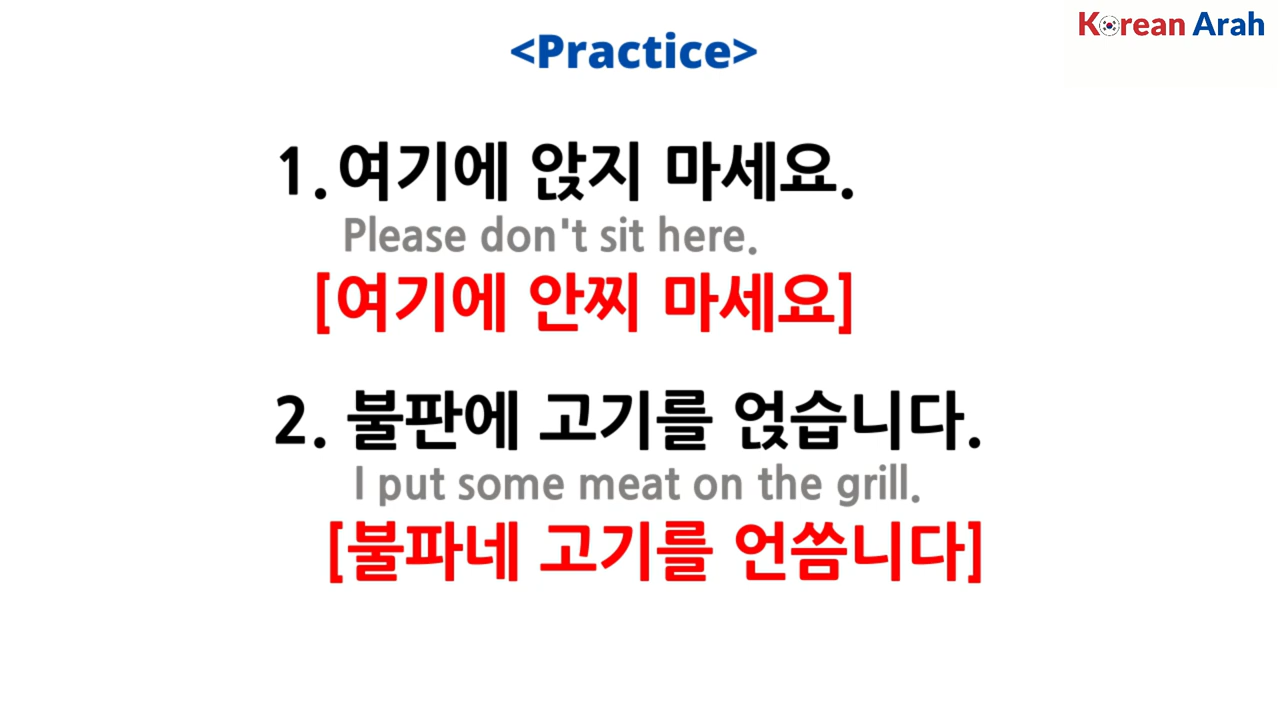 Korean Arah
<Practice>
1. 여기에 앉지 마세요.
Please don't sit here.
[여기에 안찌 마세요]
2. 불판에 고기를 얹습니다.
I put some meat on the grill.
[불파네 고기를 언씀니다]